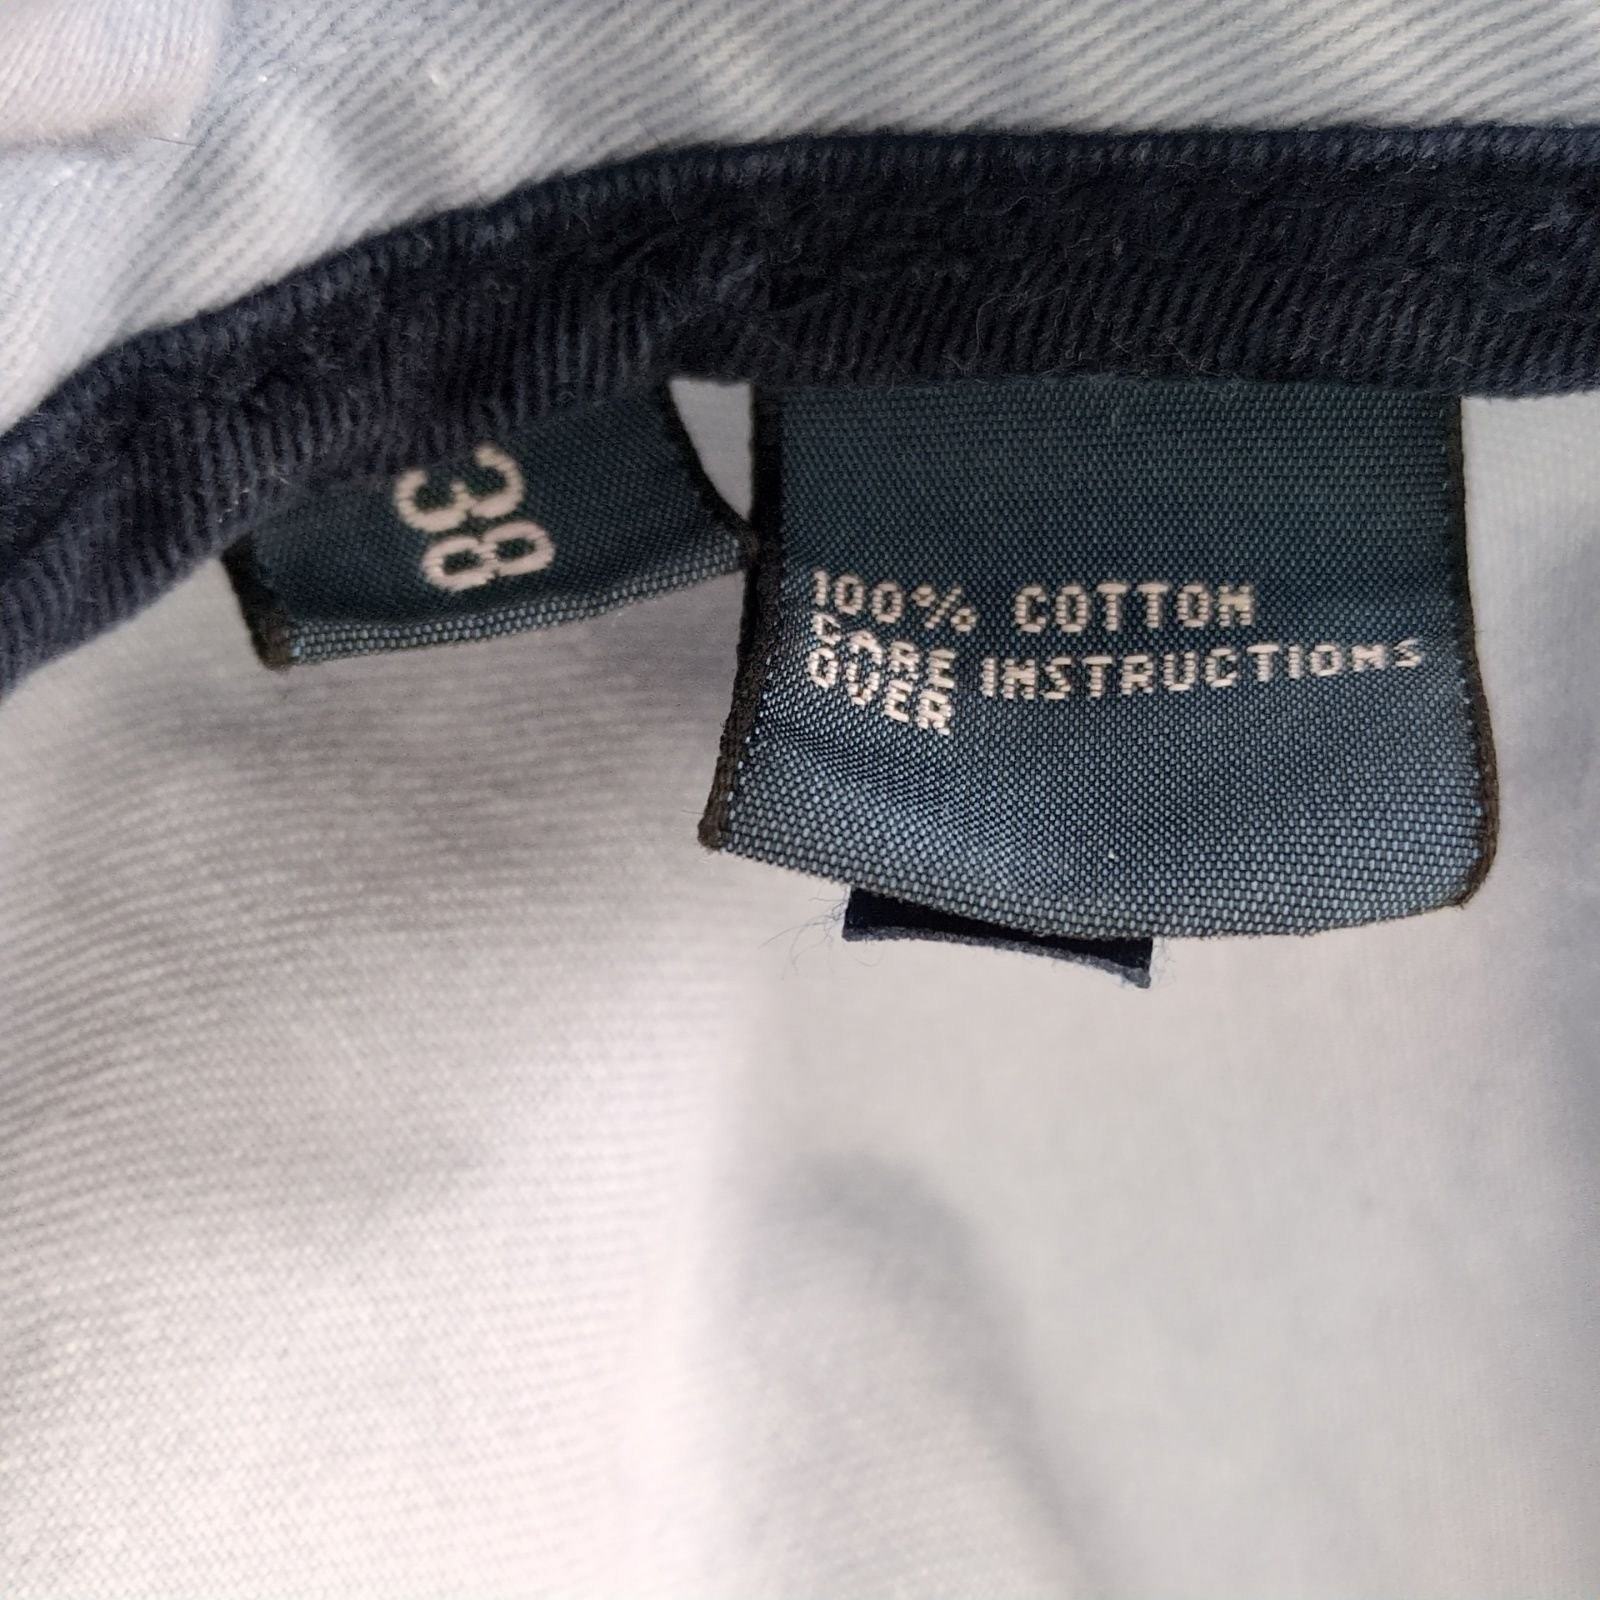 38
100% COTTON
CARE INSTRUCTIONS
OVER